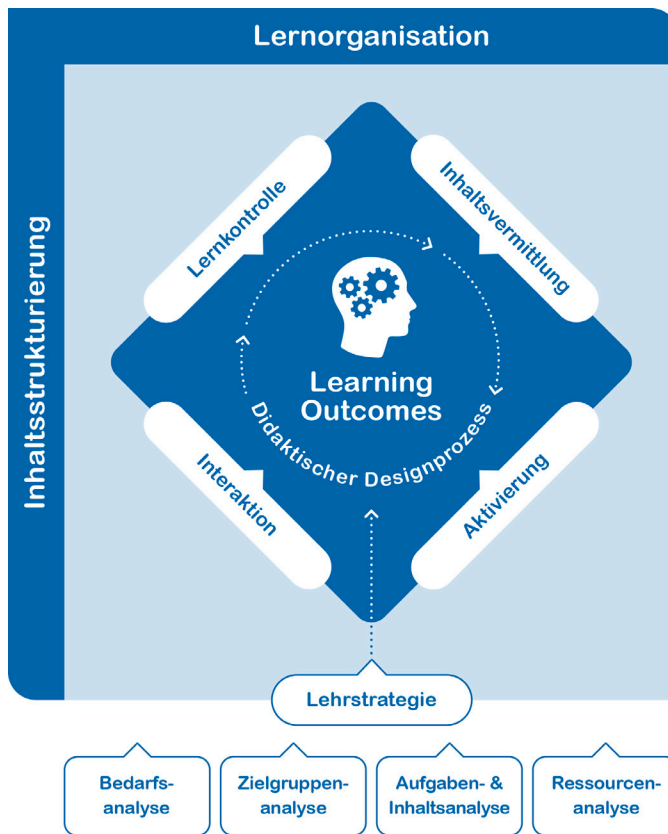 Lernorganisation
Inhaltsstrukturierung
Lernkontrolle
Inhaltsvermittlung
Learning
Outcomes
Didaktischer Designprozess
Interaktion
Aktivierung
Lehrstrategie
Bedarfs-
analyse
Zielgruppen-
analyse
Aufgaben- &
Inhaltsanalyse
Ressourcen-
analyse